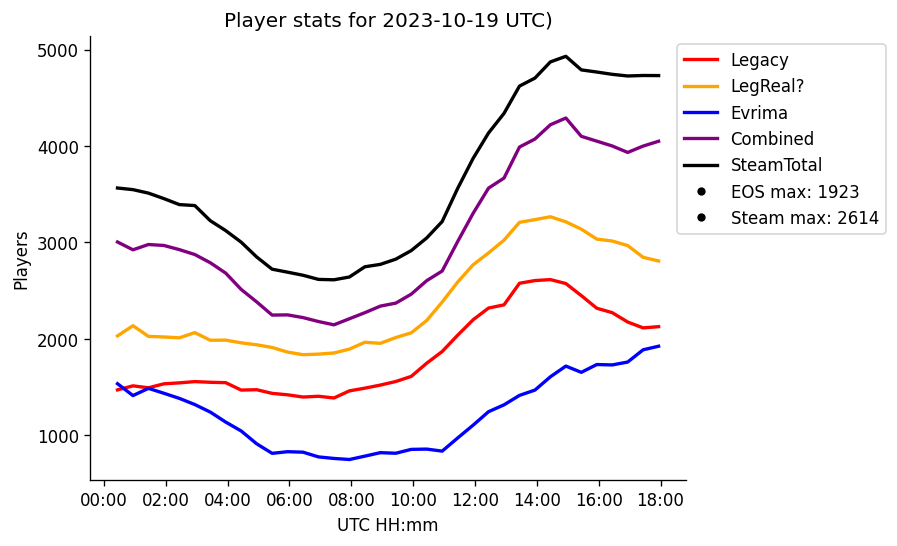 Player stats for 2023-10-19 UTC)
Players
5000
4000
3000
2000
1000
00:00 02:00 04:00 06:00 08:00 10:00 12:00 14:00 16:00 18:00
UTC HH:mm
Legacy
LegReal?
Evrima
Combined
SteamTotal
EOS max: 1923
Steam max: 2614